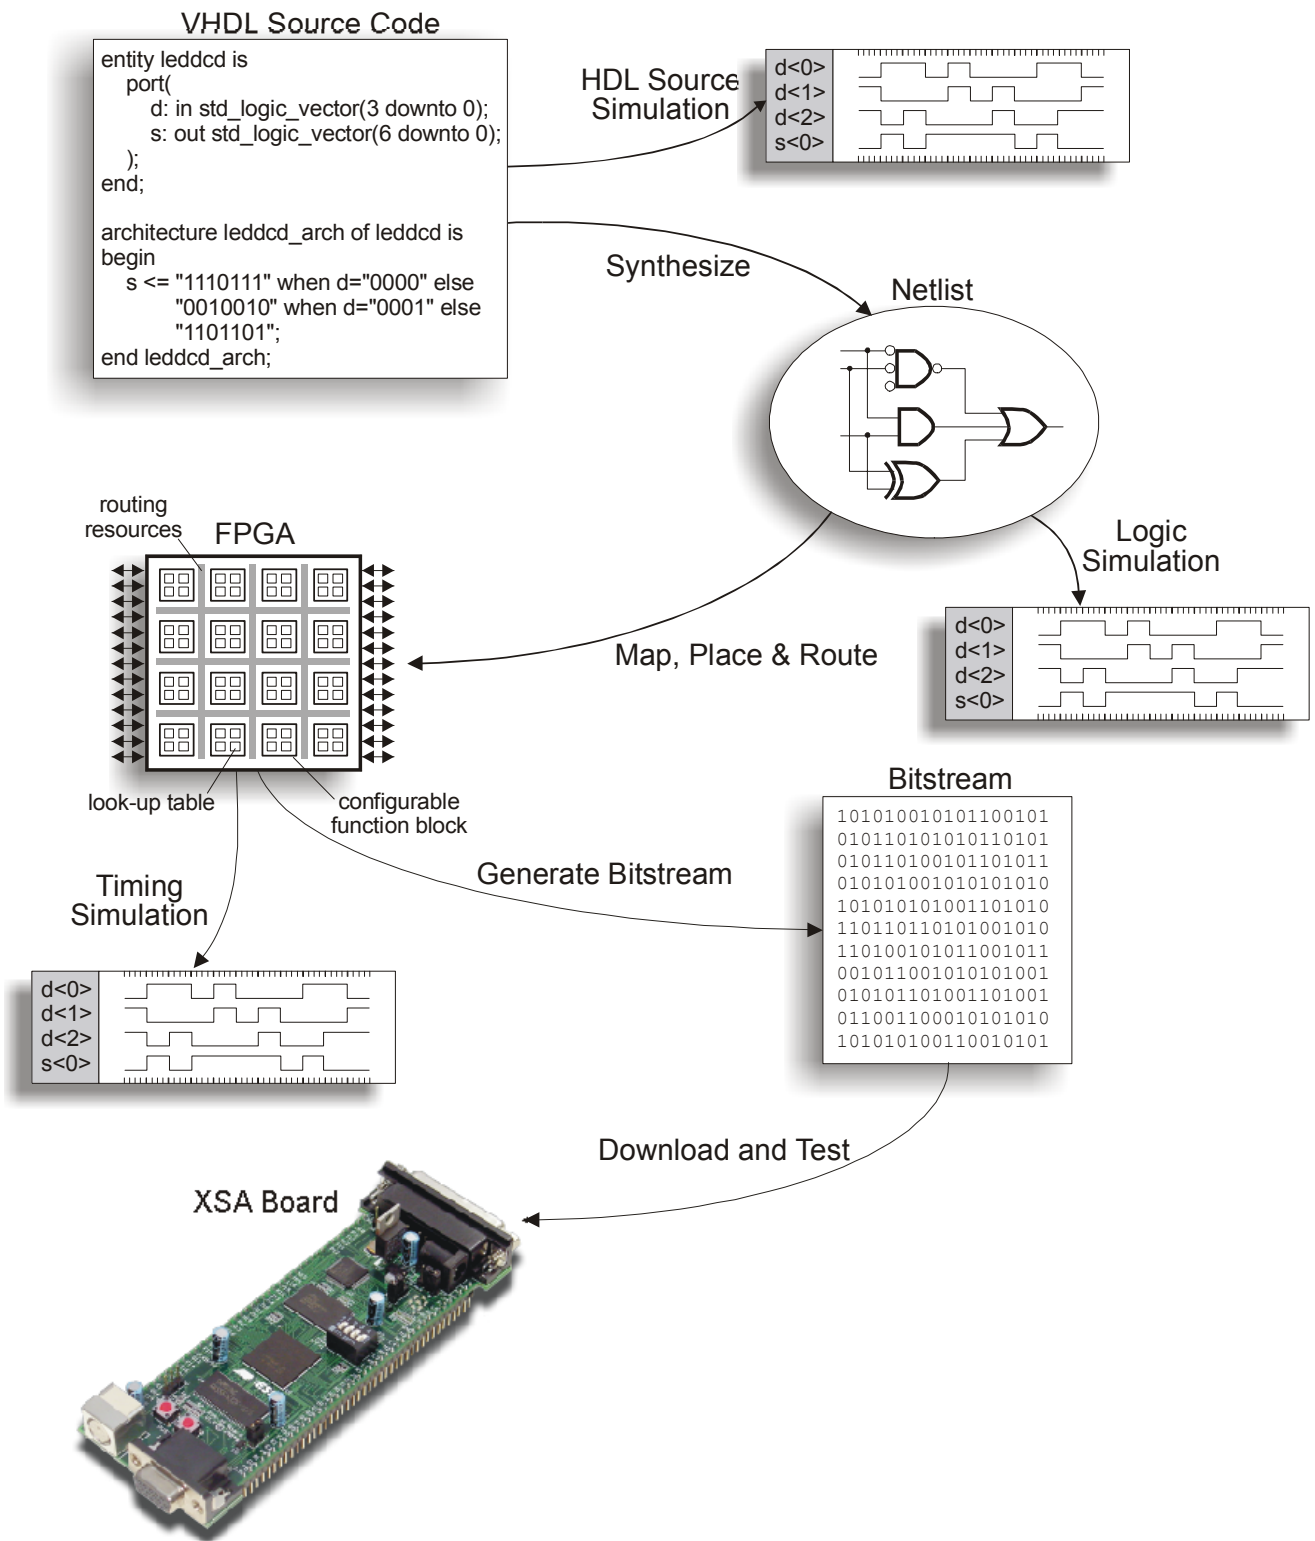 VHDL Source Code
entity leddcd is
port(
d: in std_logic_vector(3 downto 0);
s: out std_logic_vector(6 downto 0);
);
end;
architecture leddcd_arch of leddcd is
begin
s <= "1110111" when d="0000" else
"0010010" when d="0001" else
"1101101";
end leddcd_arch;
HDL Source
Simulation
d<0>
d<1>
d<2>
s<0>
Synthesize
Netlist
Logic
Simulation
d<0>
d<1>
d<2>
s<0>
Map, Place & Route
routing
resources
FPGA
look-up table
configurable
function block
Timing
Simulation
d<0>
d<1>
d<2>
s<0>
Generate Bitstream
Bitstream
101010010101100101
010110101010110101
010110100101101011
010101001010101010
101010101001101010
110110110101001010
110100101011001011
001011001010101001
010101101001101001
011001100010101010
101010100110010101
Download and Test
XSA Board